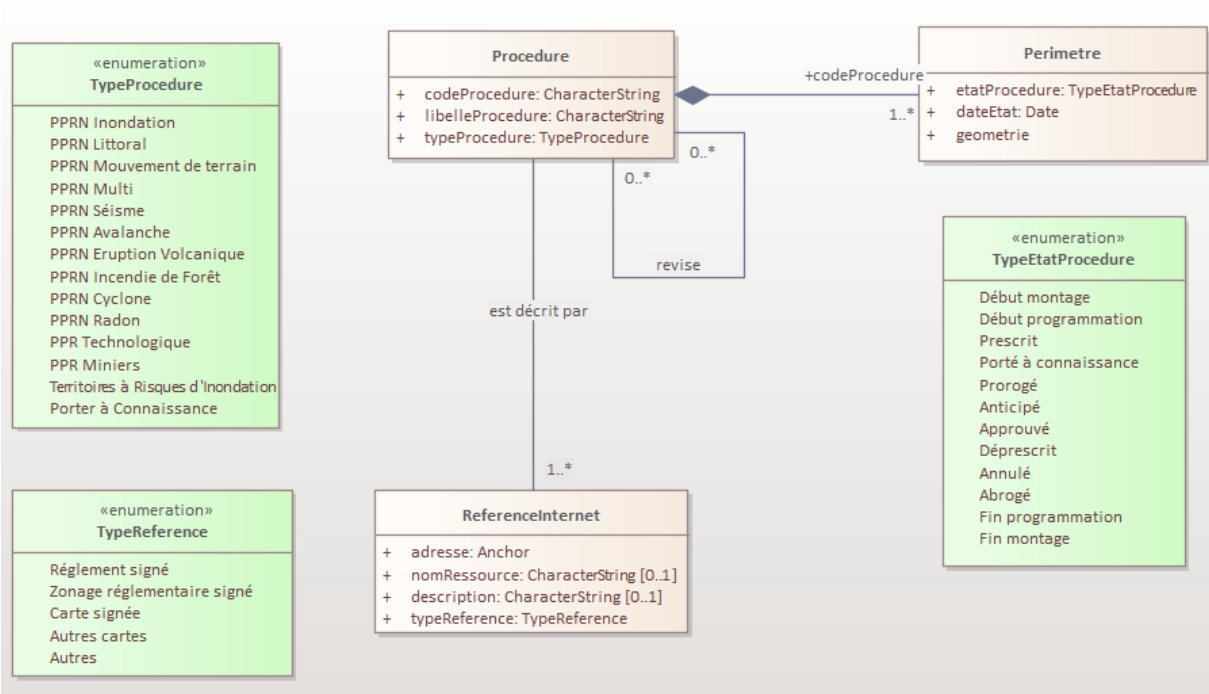 «enumeration»
TypeProcedure
PPRN Inondation
PPRN Littoral
PPRN Mouvement de terrain
PPRN Multi
PPRN Séisme
PPRN Avalanche
PPRN Eruption Volcanique
PPRN Incendie de Forêt
PPRN Cyclone
PPRN Radon
PPR Technologique
PPR Miniers
Territoires à Risques d'Inondation
Porter à Connaissance
Procedure
+ codeProcedure: CharacterString
+ libelleProcedure: CharacterString
+ typeProcedure: TypeProcedure
+codeProcedure
1..*
Perimetre
+ etatProcedure: TypeEtatProcedure
+ dateEtat: Date
+ geometrie
0..*
0..*
revise
est décrit par
1..*
«enumeration»
TypeEtatProcedure
Début montage
Début programmation
Prescrit
Porté à connaissance
Prorogé
Anticipé
Approuvé
Déprescrit
Annulé
Abrogé
Fin programmation
Fin montage
«enumeration»
TypeReference
Réglement signé
Zonage réglementaire signé
Carte signée
Autres cartes
Autres
ReferenceInternet
+ adresse: Anchor
+ nomRessource: CharacterString [0..1]
+ description: CharacterString [0..1]
+ typeReference: TypeReference